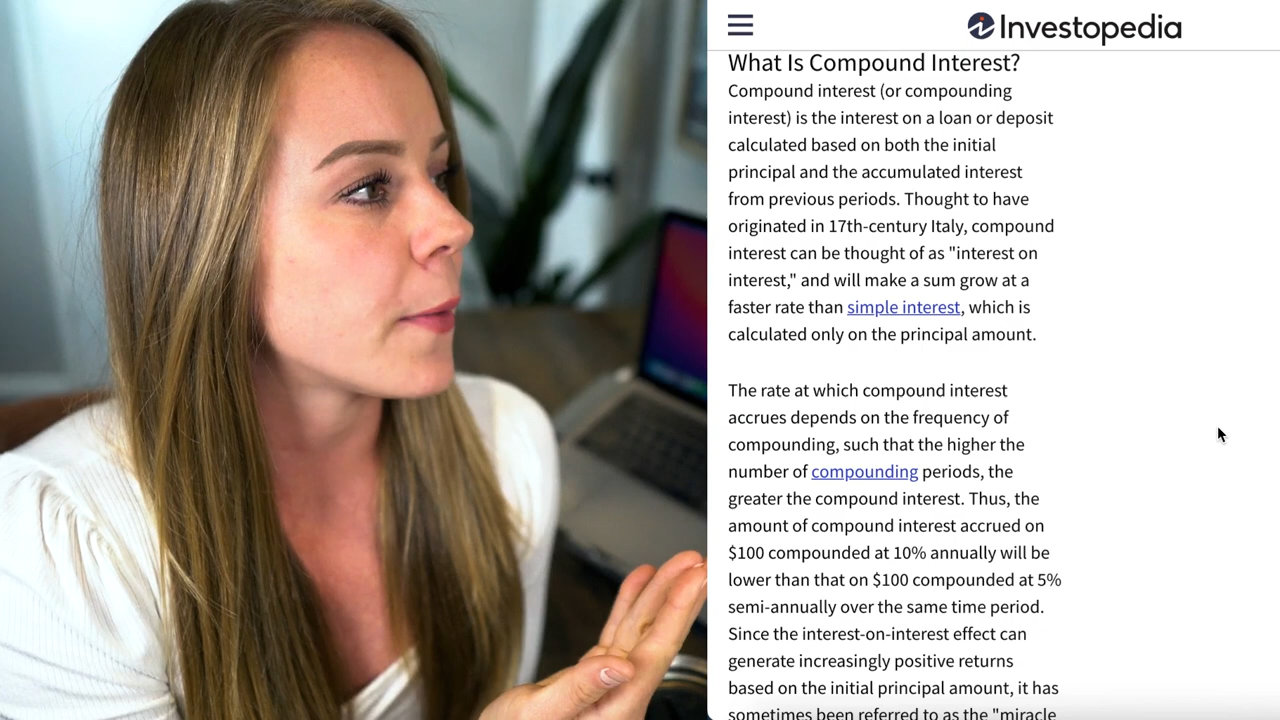 Investopedia
What Is Compound Interest?
Compound interest (or compounding
interest) is the interest on a loan or deposit
calculated based on both the initial
principal and the accumulated interest
from previous periods. Thought to have
originated in 17th-century Italy, compound
interest can be thought of as "interest on
interest," and will make a sum grow at a
faster rate than simple interest, which is
calculated only on the principal amount.
The rate at which compound interest
accrues depends on the frequency of
compounding, such that the higher the
number of compounding periods, the
greater the compound interest. Thus, the
amount of compound interest accrued on
$100 compounded at 10% annually will be
lower than that on $100 compounded at 5%
semi-annually over the same time period.
Since the interest-on-interest effect can
generate increasingly positive returns
based on the initial principal amount, it has
sometimes been referred to as the "miracle